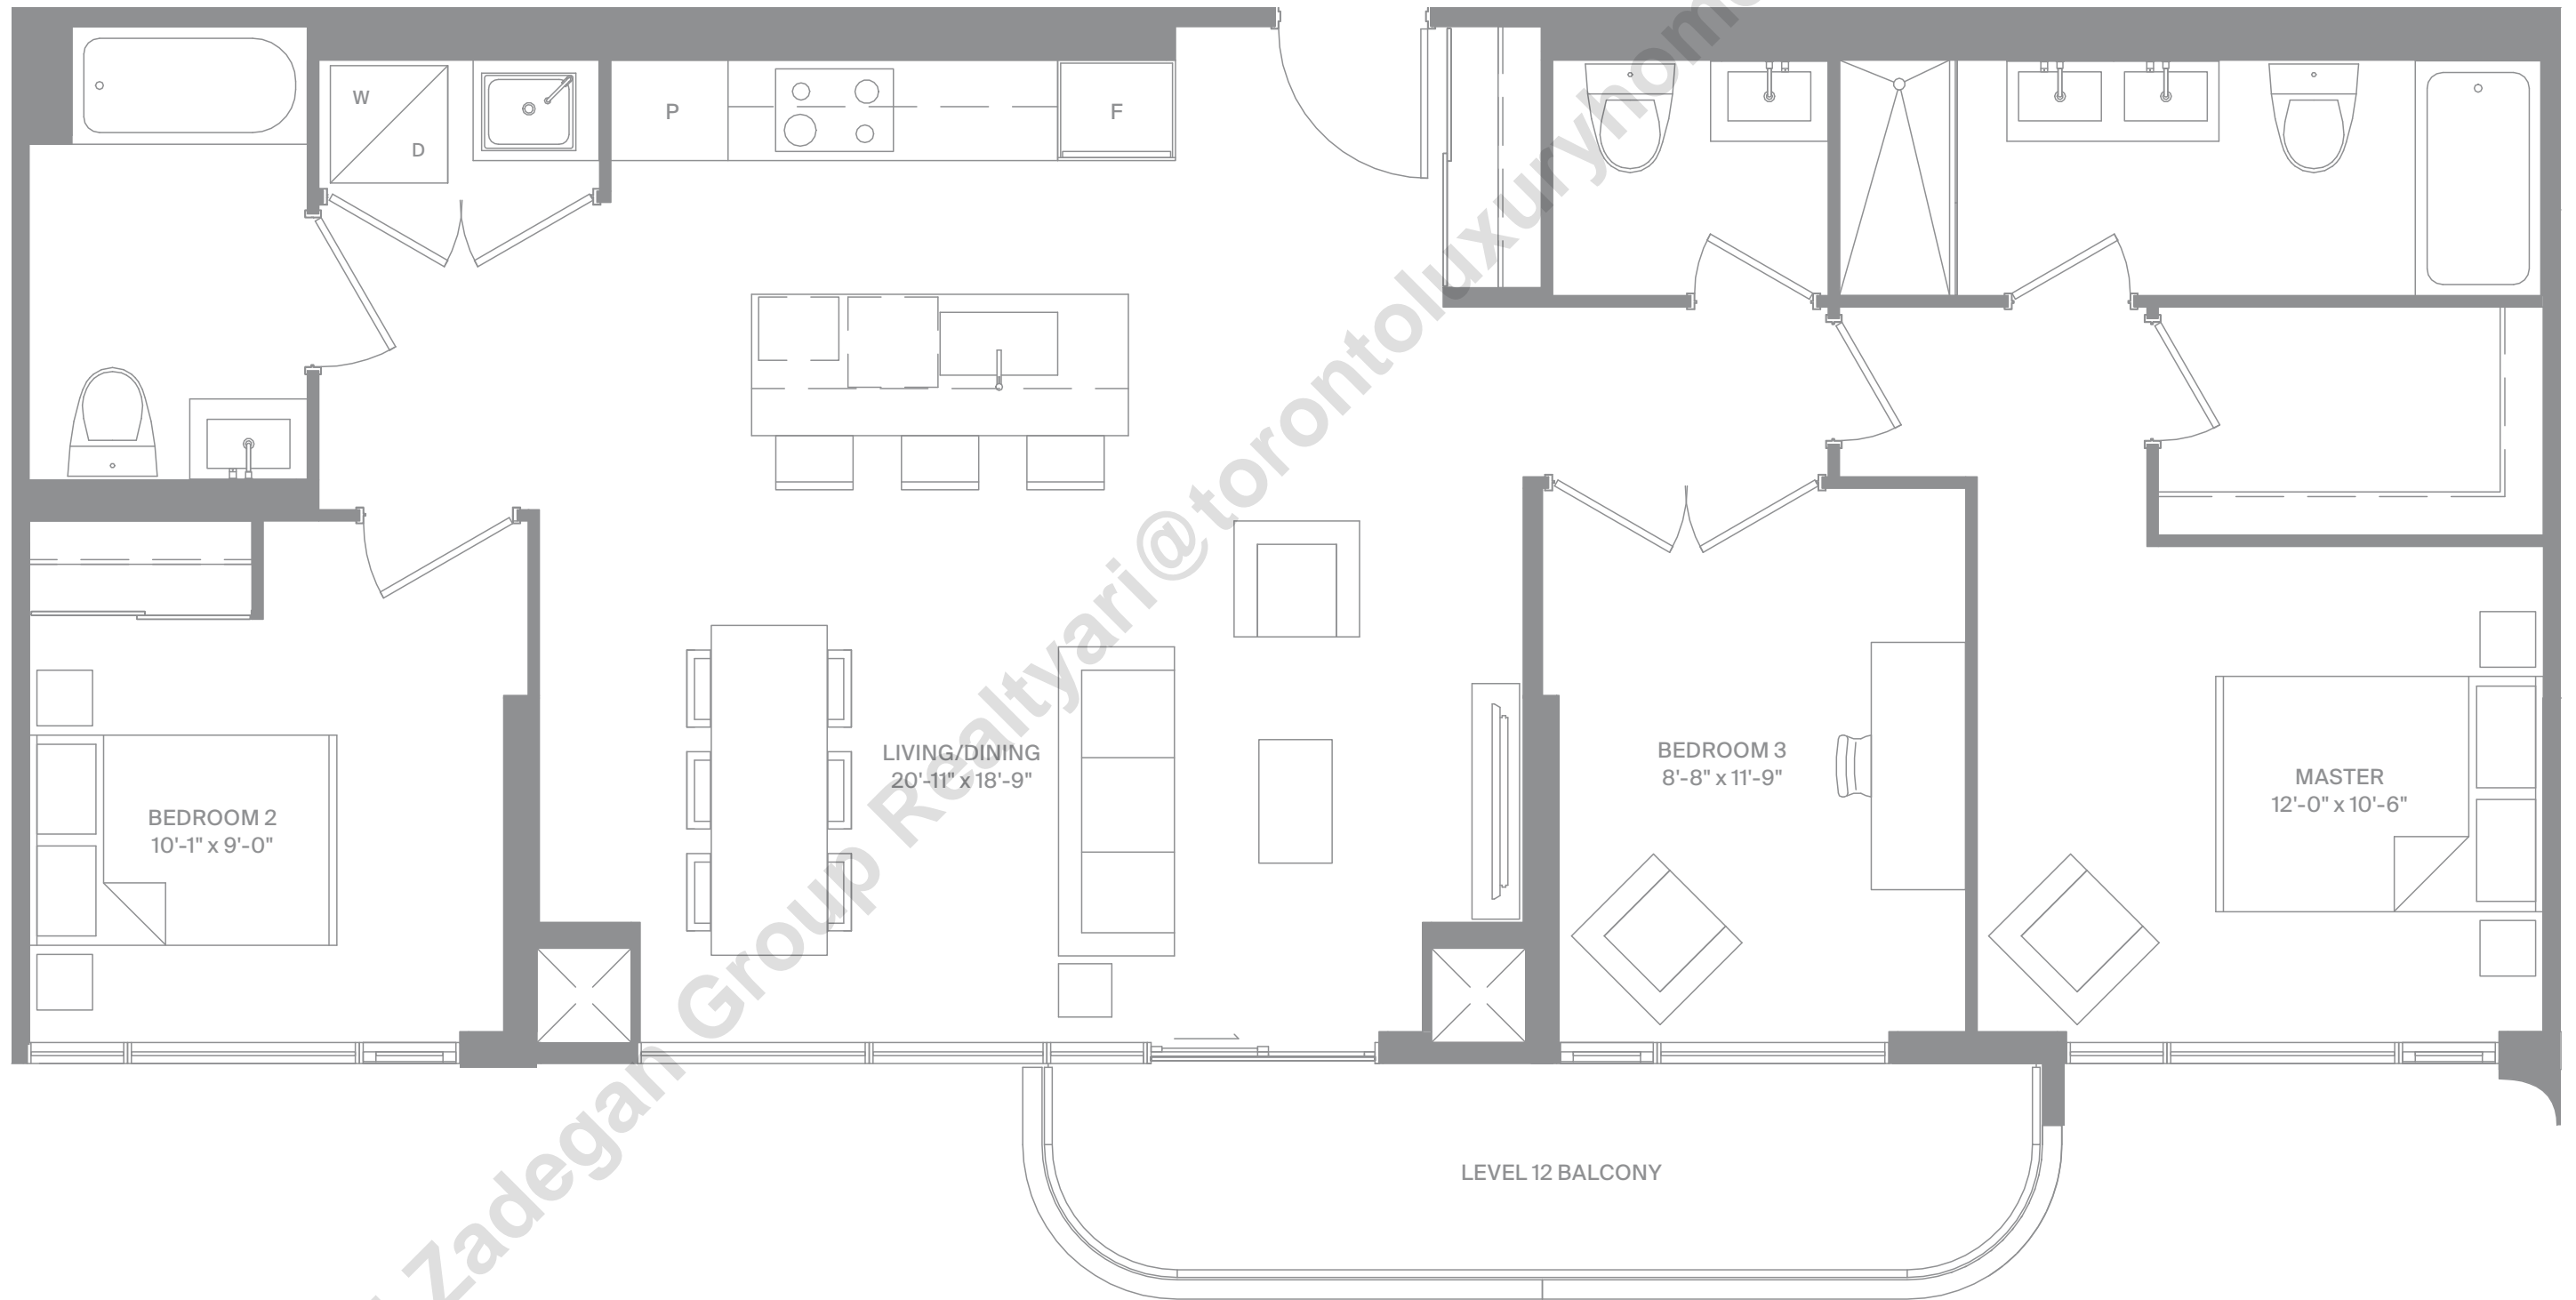 W
D
P
F
LIVING/DINING
20'-11" x 18'-9"
BEDROOM 3
8'-8" x 11'-9"
MASTER
12'-0" x 10'-6"
BEDROOM 2
10'-1" x 9'-0"
LEVEL 12 BALCONY
Zadegan Group Realtyari@torontoluxuryhom